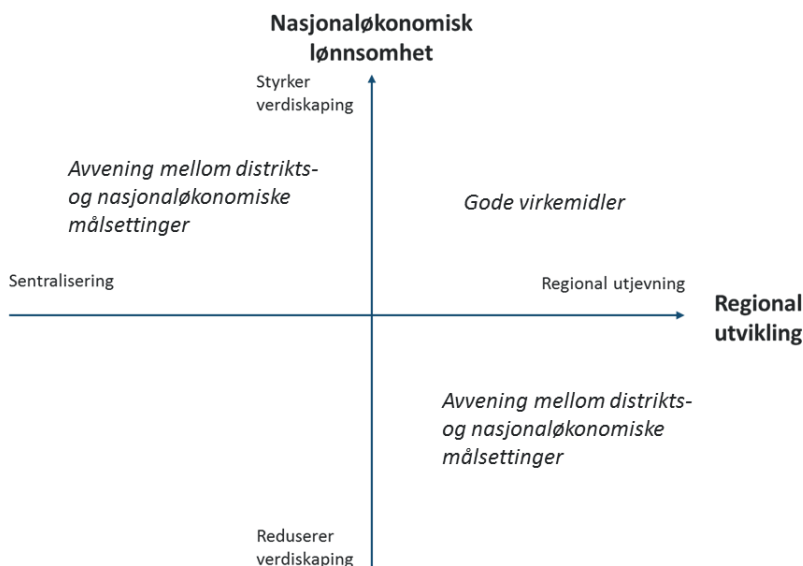 Nasjonaløkonomisk
lønnsomhet
Styrker
verdiskaping
Avvening mellom distrikts-
og nasjonaløkonomiske
målsettinger
Gode virkemidler
Sentralisering
Regional utjevning
Regional
utvikling
Avvening mellom distrikts-
og nasjonaløkonomiske
målsettinger
Reduserer
verdiskaping